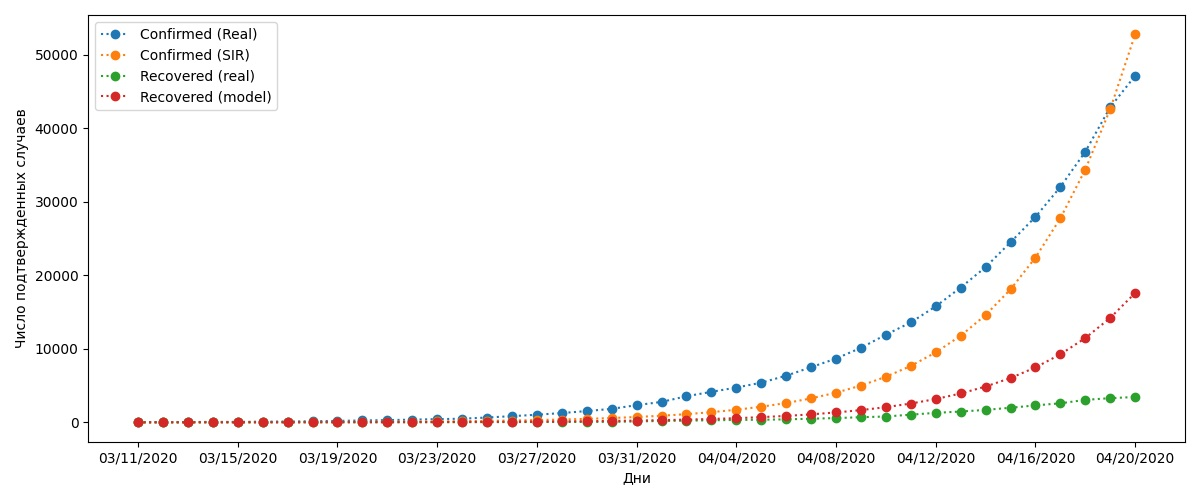 Confirmed (Real)
Confirmed (SIR)
Recovered (real)
Recovered (model)
Число подтвержденных случаев
50000
40000
30000
20000
10000
0
03/11/2020 03/15/2020 03/19/2020 03/23/2020 03/27/2020 03/31/2020 04/04/2020 04/08/2020 04/12/2020 04/16/2020 04/20/2020
Дни